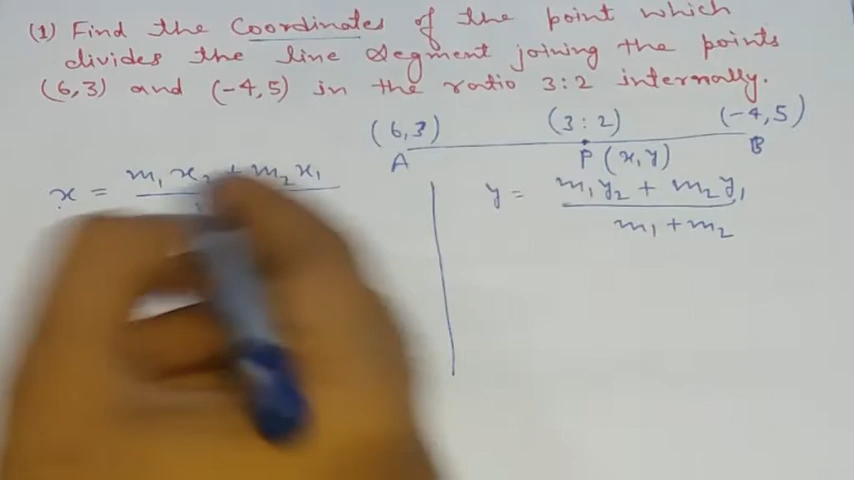 (1) Find the Coordinates of the point which
divides the line segment joining the points
(6,3) and (-4,5) in the ratio 3:2 internally.
(6,3) (3:2) (-4,5)
A P(x,y) B
x = m₁x₂ + m₂x₁
y = m₁y₂ + m₂y₁
m₁ + m₂